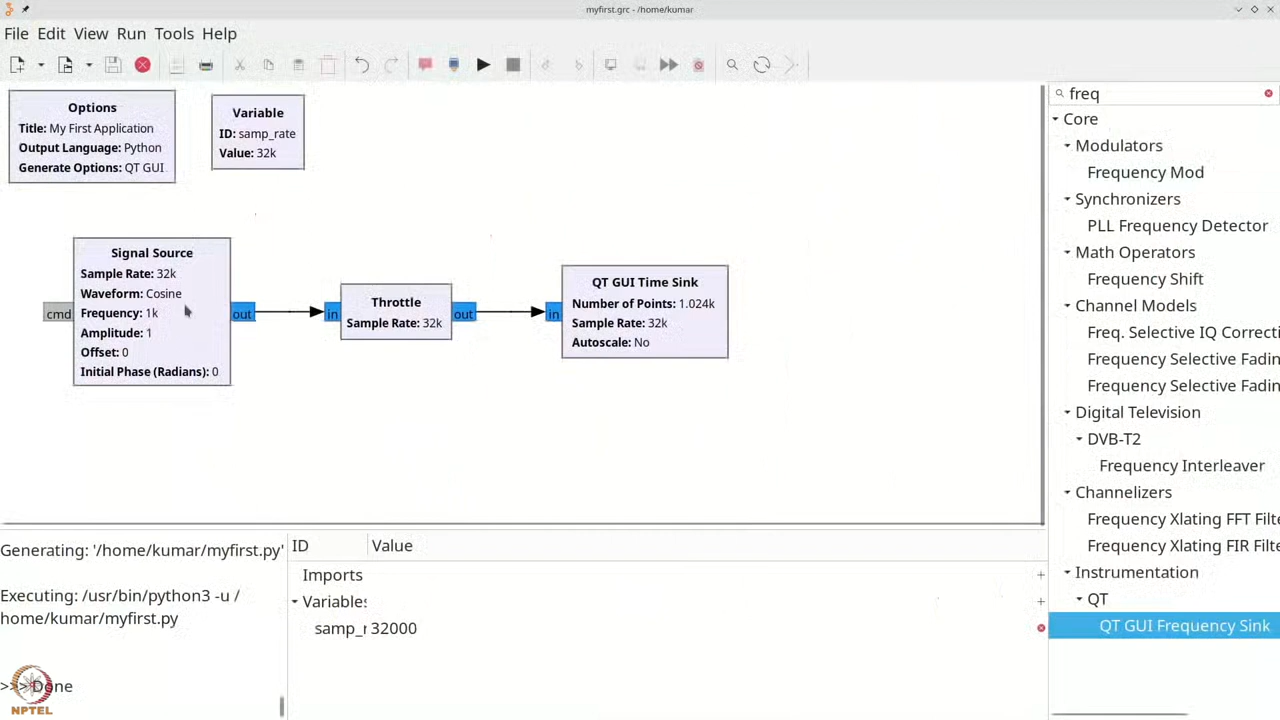 myfirst.grc - /home/kumar
File Edit View Run Tools Help
Options
Title: My First Application
Output Language: Python
Generate Options: QT GUI
Variable
ID: samp_rate
Value: 32k
Signal Source
Sample Rate: 32k
Waveform: Cosine
Frequency: 1k
Amplitude: 1
Offset: 0
Initial Phase (Radians): 0
cmd
out
in
Throttle
Sample Rate: 32k
out
in
QT GUI Time Sink
Number of Points: 1.024k
Sample Rate: 32k
Autoscale: No
freq
Core
Modulators
Frequency Mod
Synchronizers
PLL Frequency Detector
Math Operators
Frequency Shift
Channel Models
Freq. Selective IQ Correcti
Frequency Selective Fadin
Frequency Selective Fadin
Digital Television
DVB-T2
Frequency Interleaver
Channelizers
Frequency Xlating FFT Filte
Frequency Xlating FIR Filte
Instrumentation
QT
QT GUI Frequency Sink
Generating: '/home/kumar/myfirst.py'
Executing: /usr/bin/python3 -u /
home/kumar/myfirst.py
>>> Done
NPTEL
ID Value
Imports
Variables
samp_r 32000